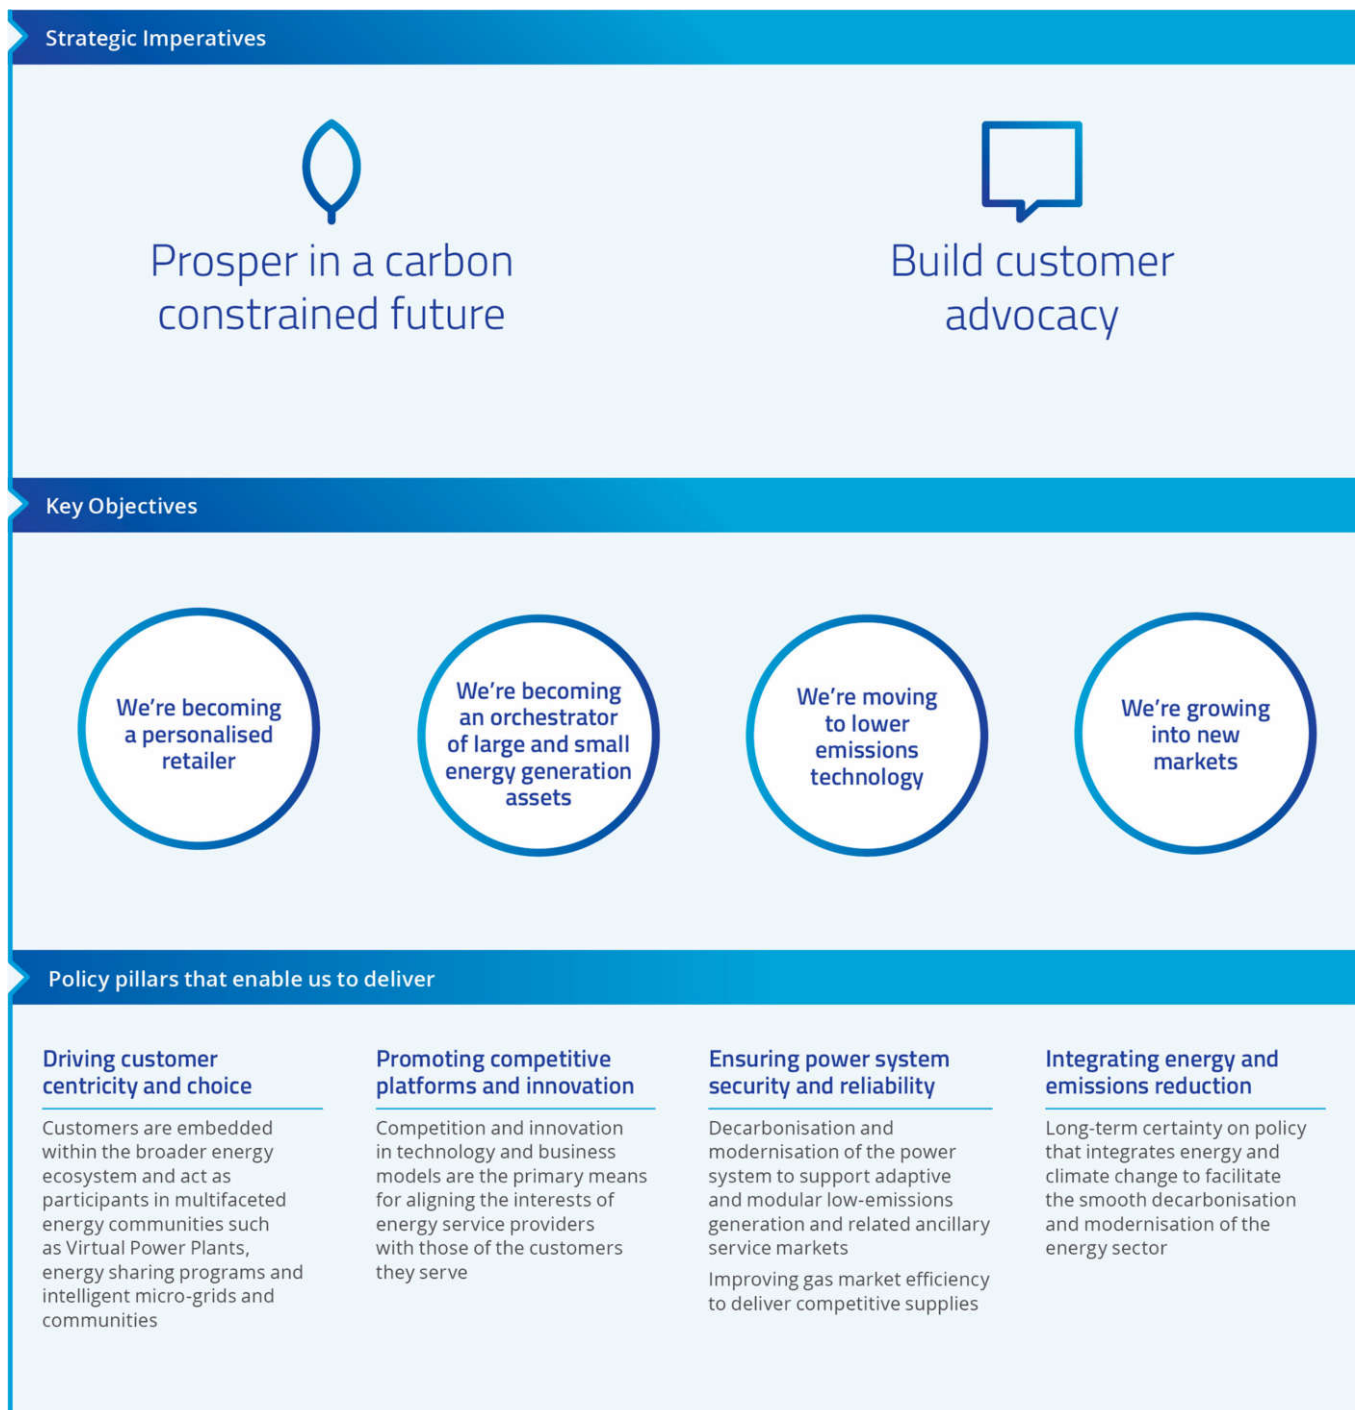 Strategic Imperatives
Prosper in a carbon
constrained future
Build customer
advocacy
Key Objectives
We're becoming
a personalised
retailer
We're becoming
an orchestrator
of large and small
energy generation
assets
We're moving
to lower
emissions
technology
We're growing
into new
markets
Policy pillars that enable us to deliver
Driving customer
centricity and choice
Customers are embedded
within the broader energy
ecosystem and act as
participants in multifaceted
energy communities such
as Virtual Power Plants,
energy sharing programs and
intelligent micro-grids and
communities
Promoting competitive
platforms and innovation
Competition and innovation
in technology and business
models are the primary means
for aligning the interests of
energy service providers
with those of the customers
they serve
Ensuring power system
security and reliability
Decarbonisation and
modernisation of the power
system to support adaptive
and modular low-emissions
generation and related ancillary
service markets
Improving gas market efficiency
to deliver competitive supplies
Integrating energy and
emissions reduction
Long-term certainty on policy
that integrates energy and
climate change to facilitate
the smooth decarbonisation
and modernisation of the
energy sector